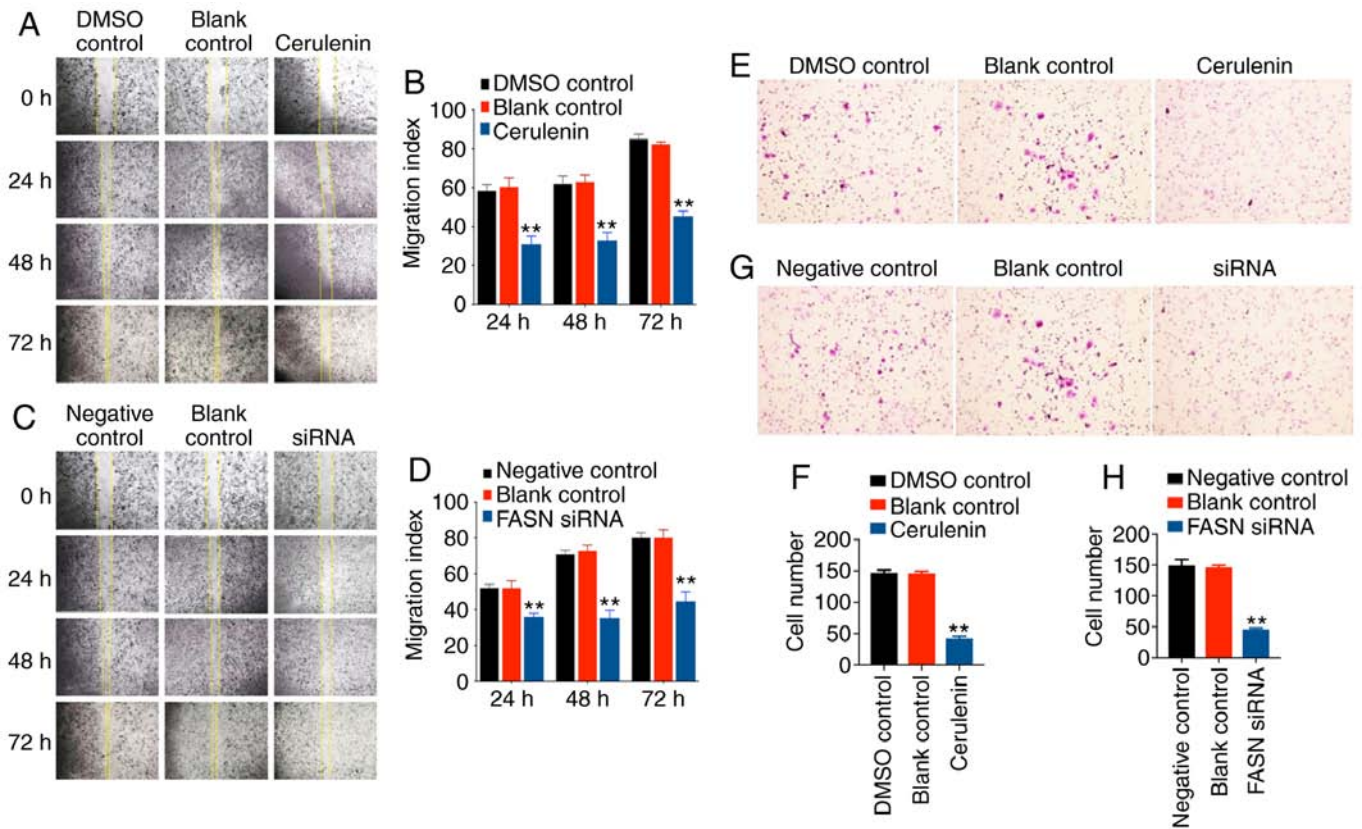 A
DMSO control
Blank control
Cerulenin
0 h
24 h
48 h
72 h
B
DMSO control
Blank control
Cerulenin
Migration index
100
80
60
40
20
0
**
**
**
24 h
48 h
72 h
C
Negative control
Blank control
siRNA
0 h
24 h
48 h
72 h
D
Negative control
Blank control
FASN siRNA
Migration index
100
80
60
40
20
0
**
**
**
24 h
48 h
72 h
E
DMSO control
Blank control
Cerulenin
G
Negative control
Blank control
siRNA
F
DMSO control
Blank control
Cerulenin
Cell number
200
150
100
50
0
**
DMSO control
Blank control
Cerulenin
H
Negative control
Blank control
FASN siRNA
Cell number
200
150
100
50
0
**
Negative control
Blank control
FASN siRNA